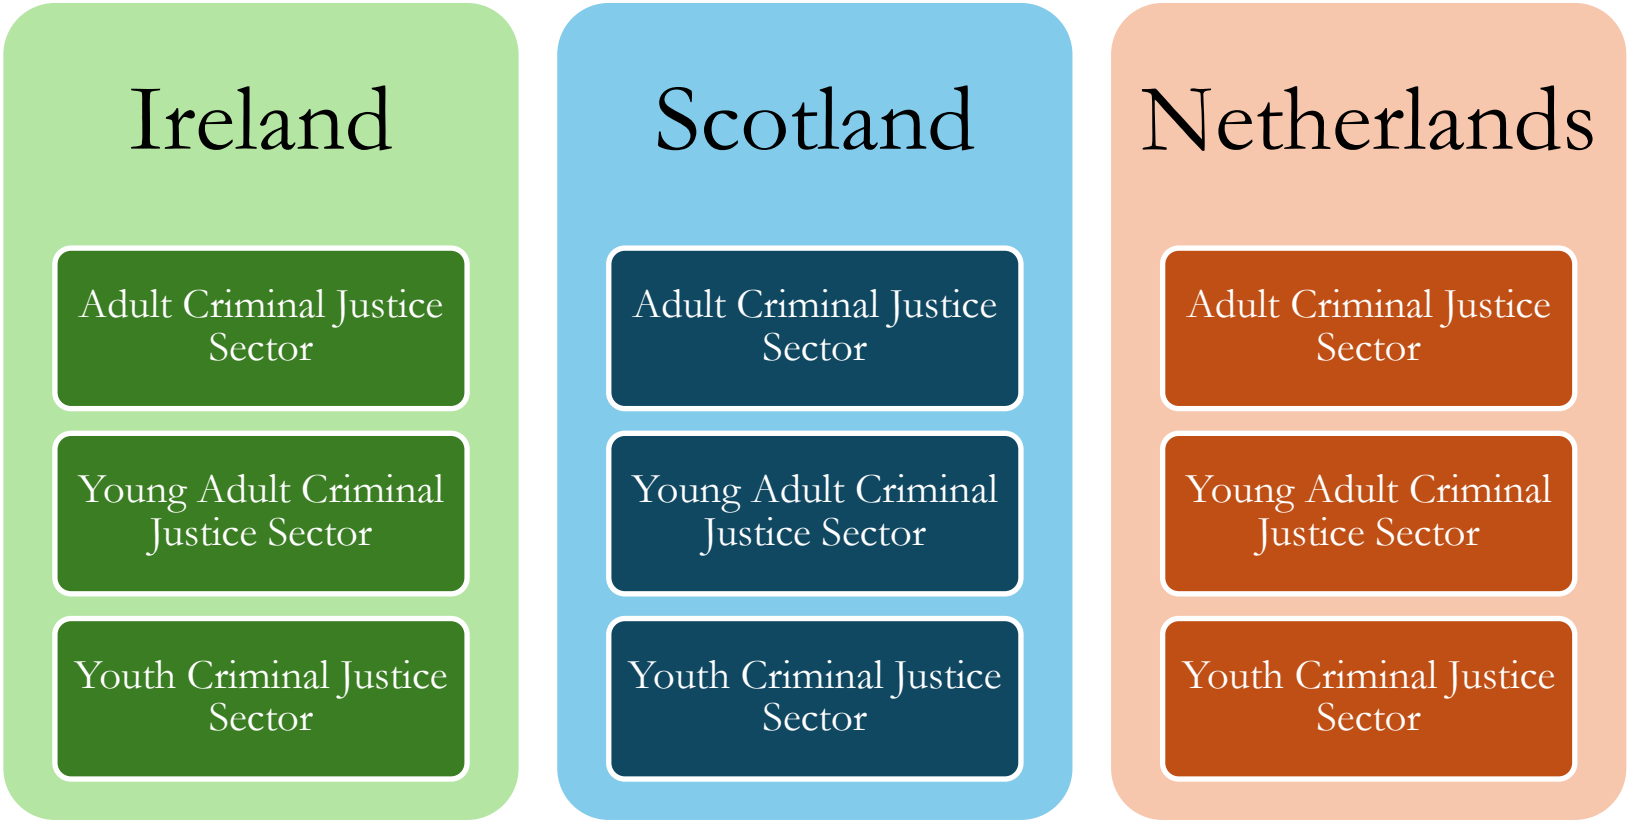 Ireland
Adult Criminal Justice
Sector
Young Adult Criminal
Justice Sector
Youth Criminal Justice
Sector
Scotland
Adult Criminal Justice
Sector
Young Adult Criminal
Justice Sector
Youth Criminal Justice
Sector
Netherlands
Adult Criminal Justice
Sector
Young Adult Criminal
Justice Sector
Youth Criminal Justice
Sector